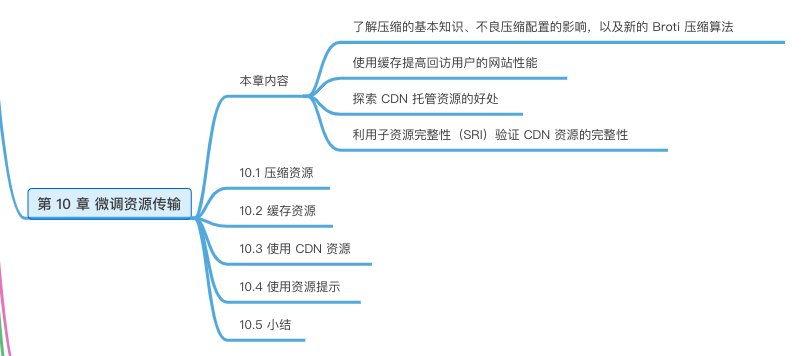 了解压缩的基本知识、不良压缩配置的影响，以及新的 Broti 压缩算法
使用缓存提高回访用户的网站性能
本章内容
探索 CDN 托管资源的好处
利用子资源完整性（SRI）验证 CDN 资源的完整性
第 10 章 微调资源传输
10.1 压缩资源
10.2 缓存资源
10.3 使用 CDN 资源
10.4 使用资源提示
10.5 小结